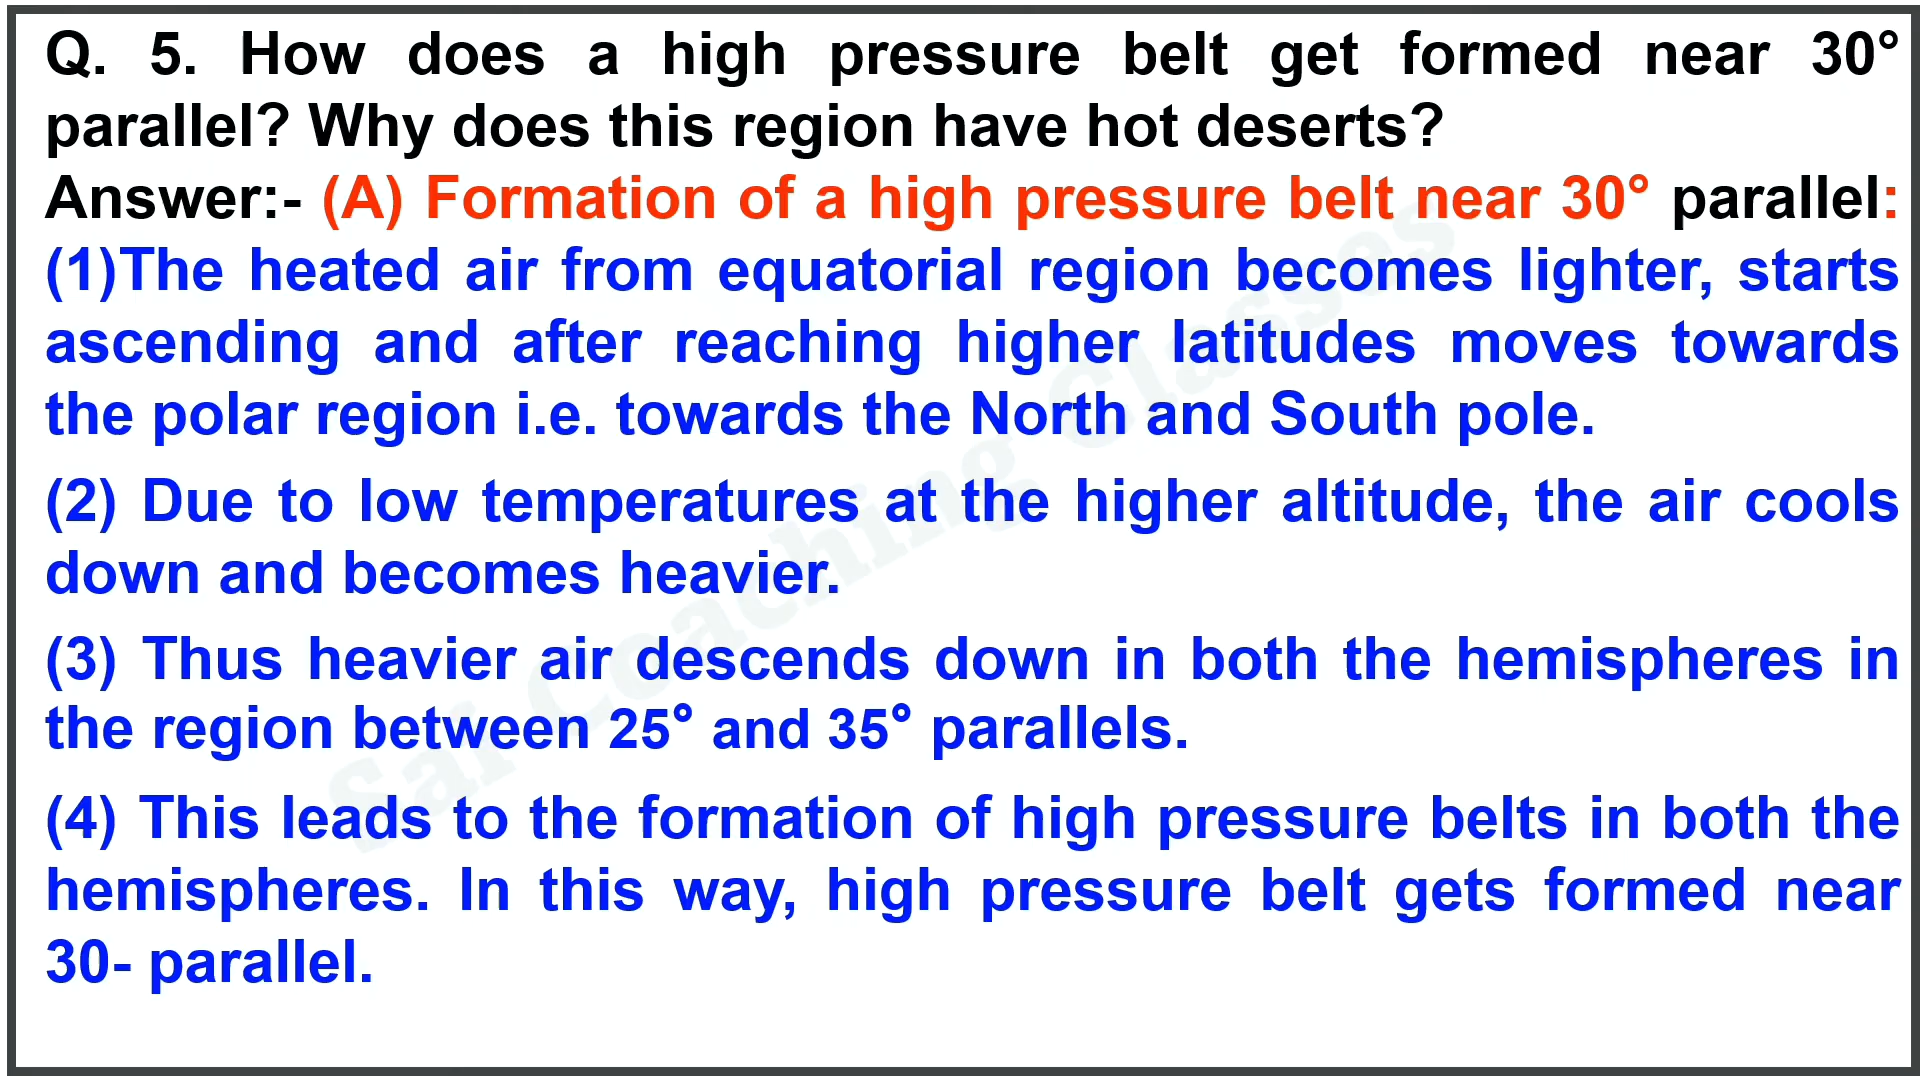 Q. 5. How does a high pressure belt get formed near 30°
parallel? Why does this region have hot deserts?
Answer:- (A) Formation of a high pressure belt near 30° parallel:
(1)The heated air from equatorial region becomes lighter, starts
ascending and after reaching higher latitudes moves towards
the polar region i.e. towards the North and South pole.
(2) Due to low temperatures at the higher altitude, the air cools
down and becomes heavier.
(3) Thus heavier air descends down in both the hemispheres in
the region between 25° and 35° parallels.
(4) This leads to the formation of high pressure belts in both the
hemispheres. In this way, high pressure belt gets formed near
30- parallel.
Sai Coaching Classes